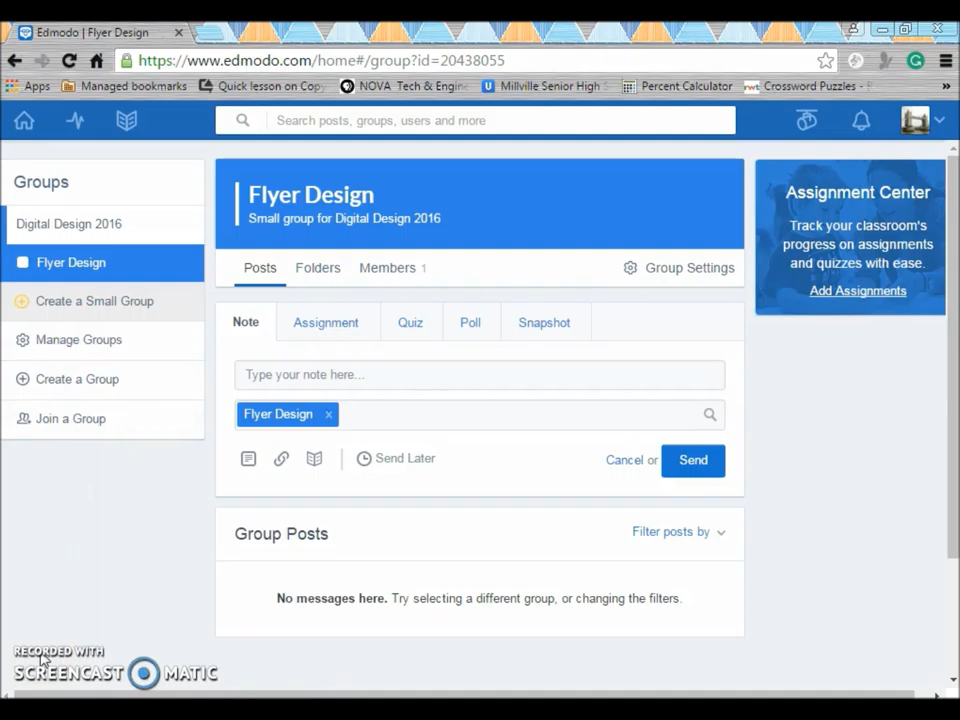 Edmodo | Flyer Design
https://www.edmodo.com/home#/group?id=20438055
Apps Managed bookmarks Quick lesson on Copy NOVA Tech & Engine Millville Senior High S Percent Calculator rwt Crossword Puzzles - F »
Search posts, groups, users and more
Groups
Digital Design 2016
Flyer Design
Create a Small Group
Manage Groups
Create a Group
Join a Group
Flyer Design
Small group for Digital Design 2016
Posts Folders Members 1 Group Settings
Note Assignment Quiz Poll Snapshot
Type your note here...
Flyer Design x
Send Later Cancel or Send
Group Posts Filter posts by
No messages here. Try selecting a different group, or changing the filters.
Assignment Center
Track your classroom's
progress on assignments
and quizzes with ease.
Add Assignments
RECORDED WITH
SCREENCAST MATIC